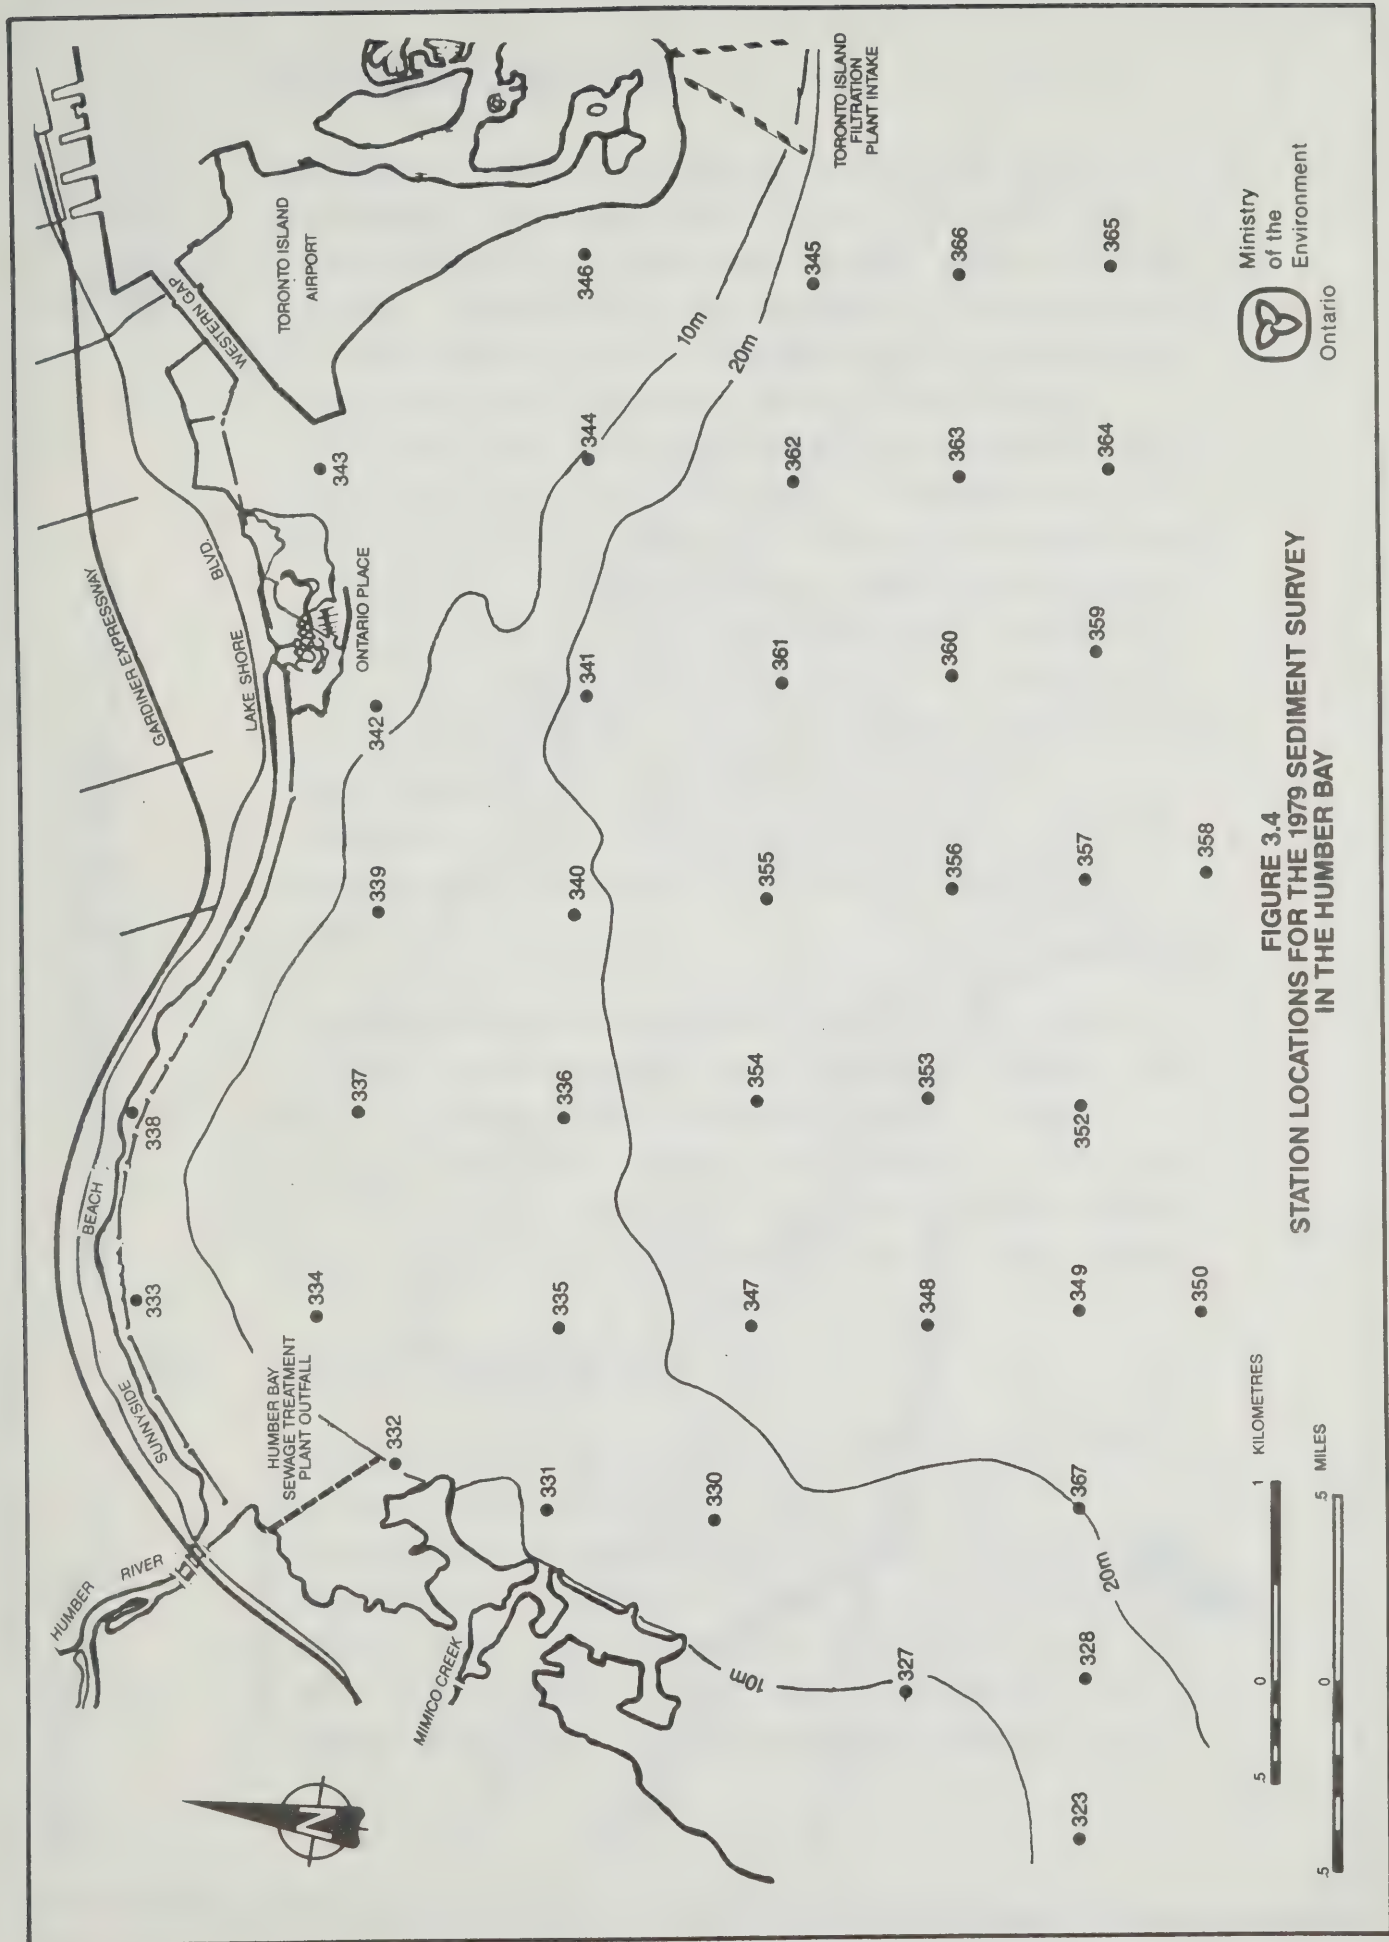 HUMBER
RIVER
SUNNYSIDE
BEACH
GARDINER EXPRESSWAY
LAKE SHORE
BLVD.
WESTERN GAP
TORONTO ISLAND
AIRPORT
ONTARIO PLACE
HUMBER BAY
SEWAGE TREATMENT
PLANT OUTFALL
MIMICO CREEK
TORONTO ISLAND
FILTRATION
PLANT INTAKE
N
333
338
334
337
339
342
343
332
331
335
336
340
341
344
346
330
347
354
355
361
362
345
327
348
353
356
360
363
366
323
328
367
349
352
357
359
364
365
350
358
10m
20m
10m
20m
.5
0
1
KILOMETRES
.5
0
.5
MILES
FIGURE 3.4
STATION LOCATIONS FOR THE 1979 SEDIMENT SURVEY
IN THE HUMBER BAY
Ministry
of the
Environment
Ontario